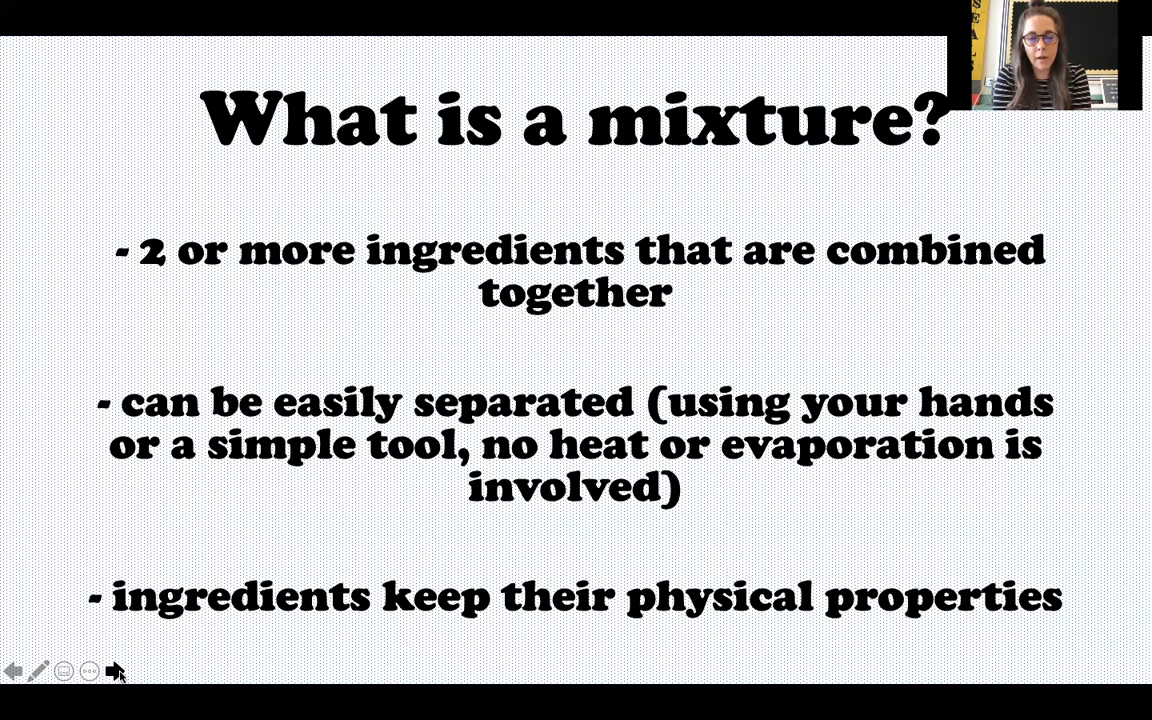 What is a mixture?
- 2 or more ingredients that are combined
together
- can be easily separated (using your hands
or a simple tool, no heat or evaporation is
involved)
- ingredients keep their physical properties
S
E
A
L
S